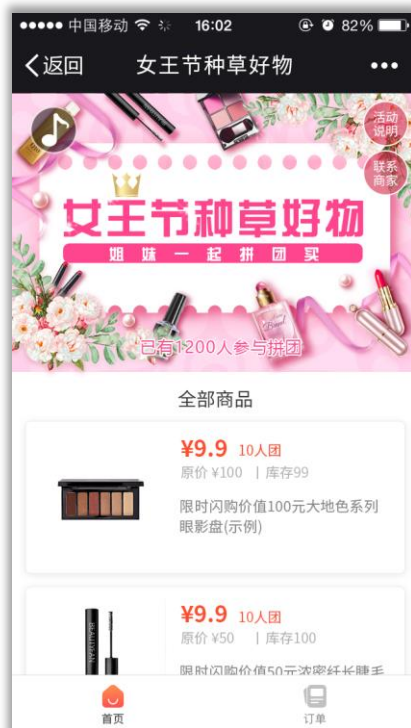 中国移动 16:02 82%
返回 女王节种草好物
活动
说明
联系
商家
女王节种草好物
姐妹一起拼团买
已有1200人参与拼团
全部商品
¥9.9 10人团
原价 ¥100 | 库存99
限时闪购价值100元大地色系列
眼影盘(示例)
¥9.9 10人团
原价 ¥50 | 库存100
限时闪购价值50元浓密纤长睫毛
首页 订单